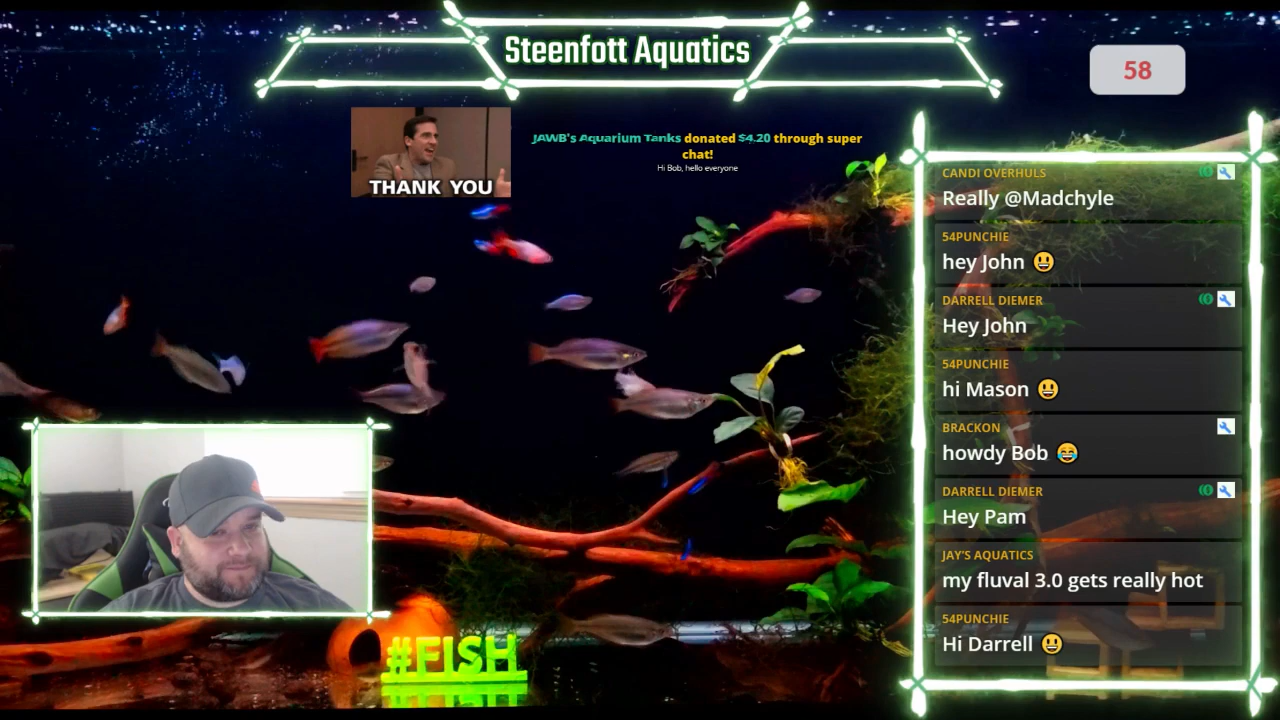 Steenfott Aquatics
58
THANK YOU
JAWB's Aquarium Tanks donated $4.20 through super
chat!
Hi Bob, hello everyone
CANDI OVERHULS
Really @Madchyle
54PUNCHIE
hey John 😃
DARRELL DIEMER
Hey John
54PUNCHIE
hi Mason 😃
BRACKON
howdy Bob 😂
DARRELL DIEMER
Hey Pam
JAY'S AQUATICS
my fluval 3.0 gets really hot
54PUNCHIE
Hi Darrell 😃
#FISH